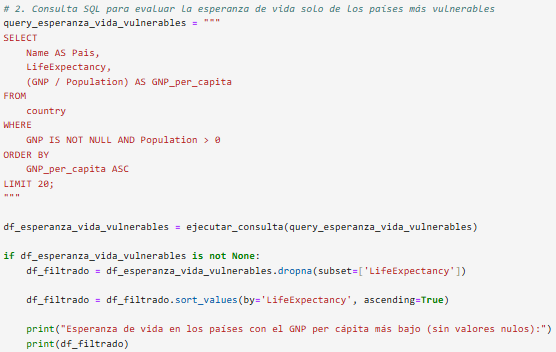 # 2. Consulta SQL para evaluar la esperanza de vida solo de los países más vulnerables
query_esperanza_vida_vulnerables = """
SELECT
    Name AS Pais,
    LifeExpectancy,
    (GNP / Population) AS GNP_per_capita
FROM
    country
WHERE
    GNP IS NOT NULL AND Population > 0
ORDER BY
    GNP_per_capita ASC
LIMIT 20;
"""
df_esperanza_vida_vulnerables = ejecutar_consulta(query_esperanza_vida_vulnerables)
if df_esperanza_vida_vulnerables is not None:
    df_filtrado = df_esperanza_vida_vulnerables.dropna(subset=['LifeExpectancy'])
    df_filtrado = df_filtrado.sort_values(by='LifeExpectancy', ascending=True)
    print("Esperanza de vida en los países con el GNP per cápita más bajo (sin valores nulos):")
    print(df_filtrado)